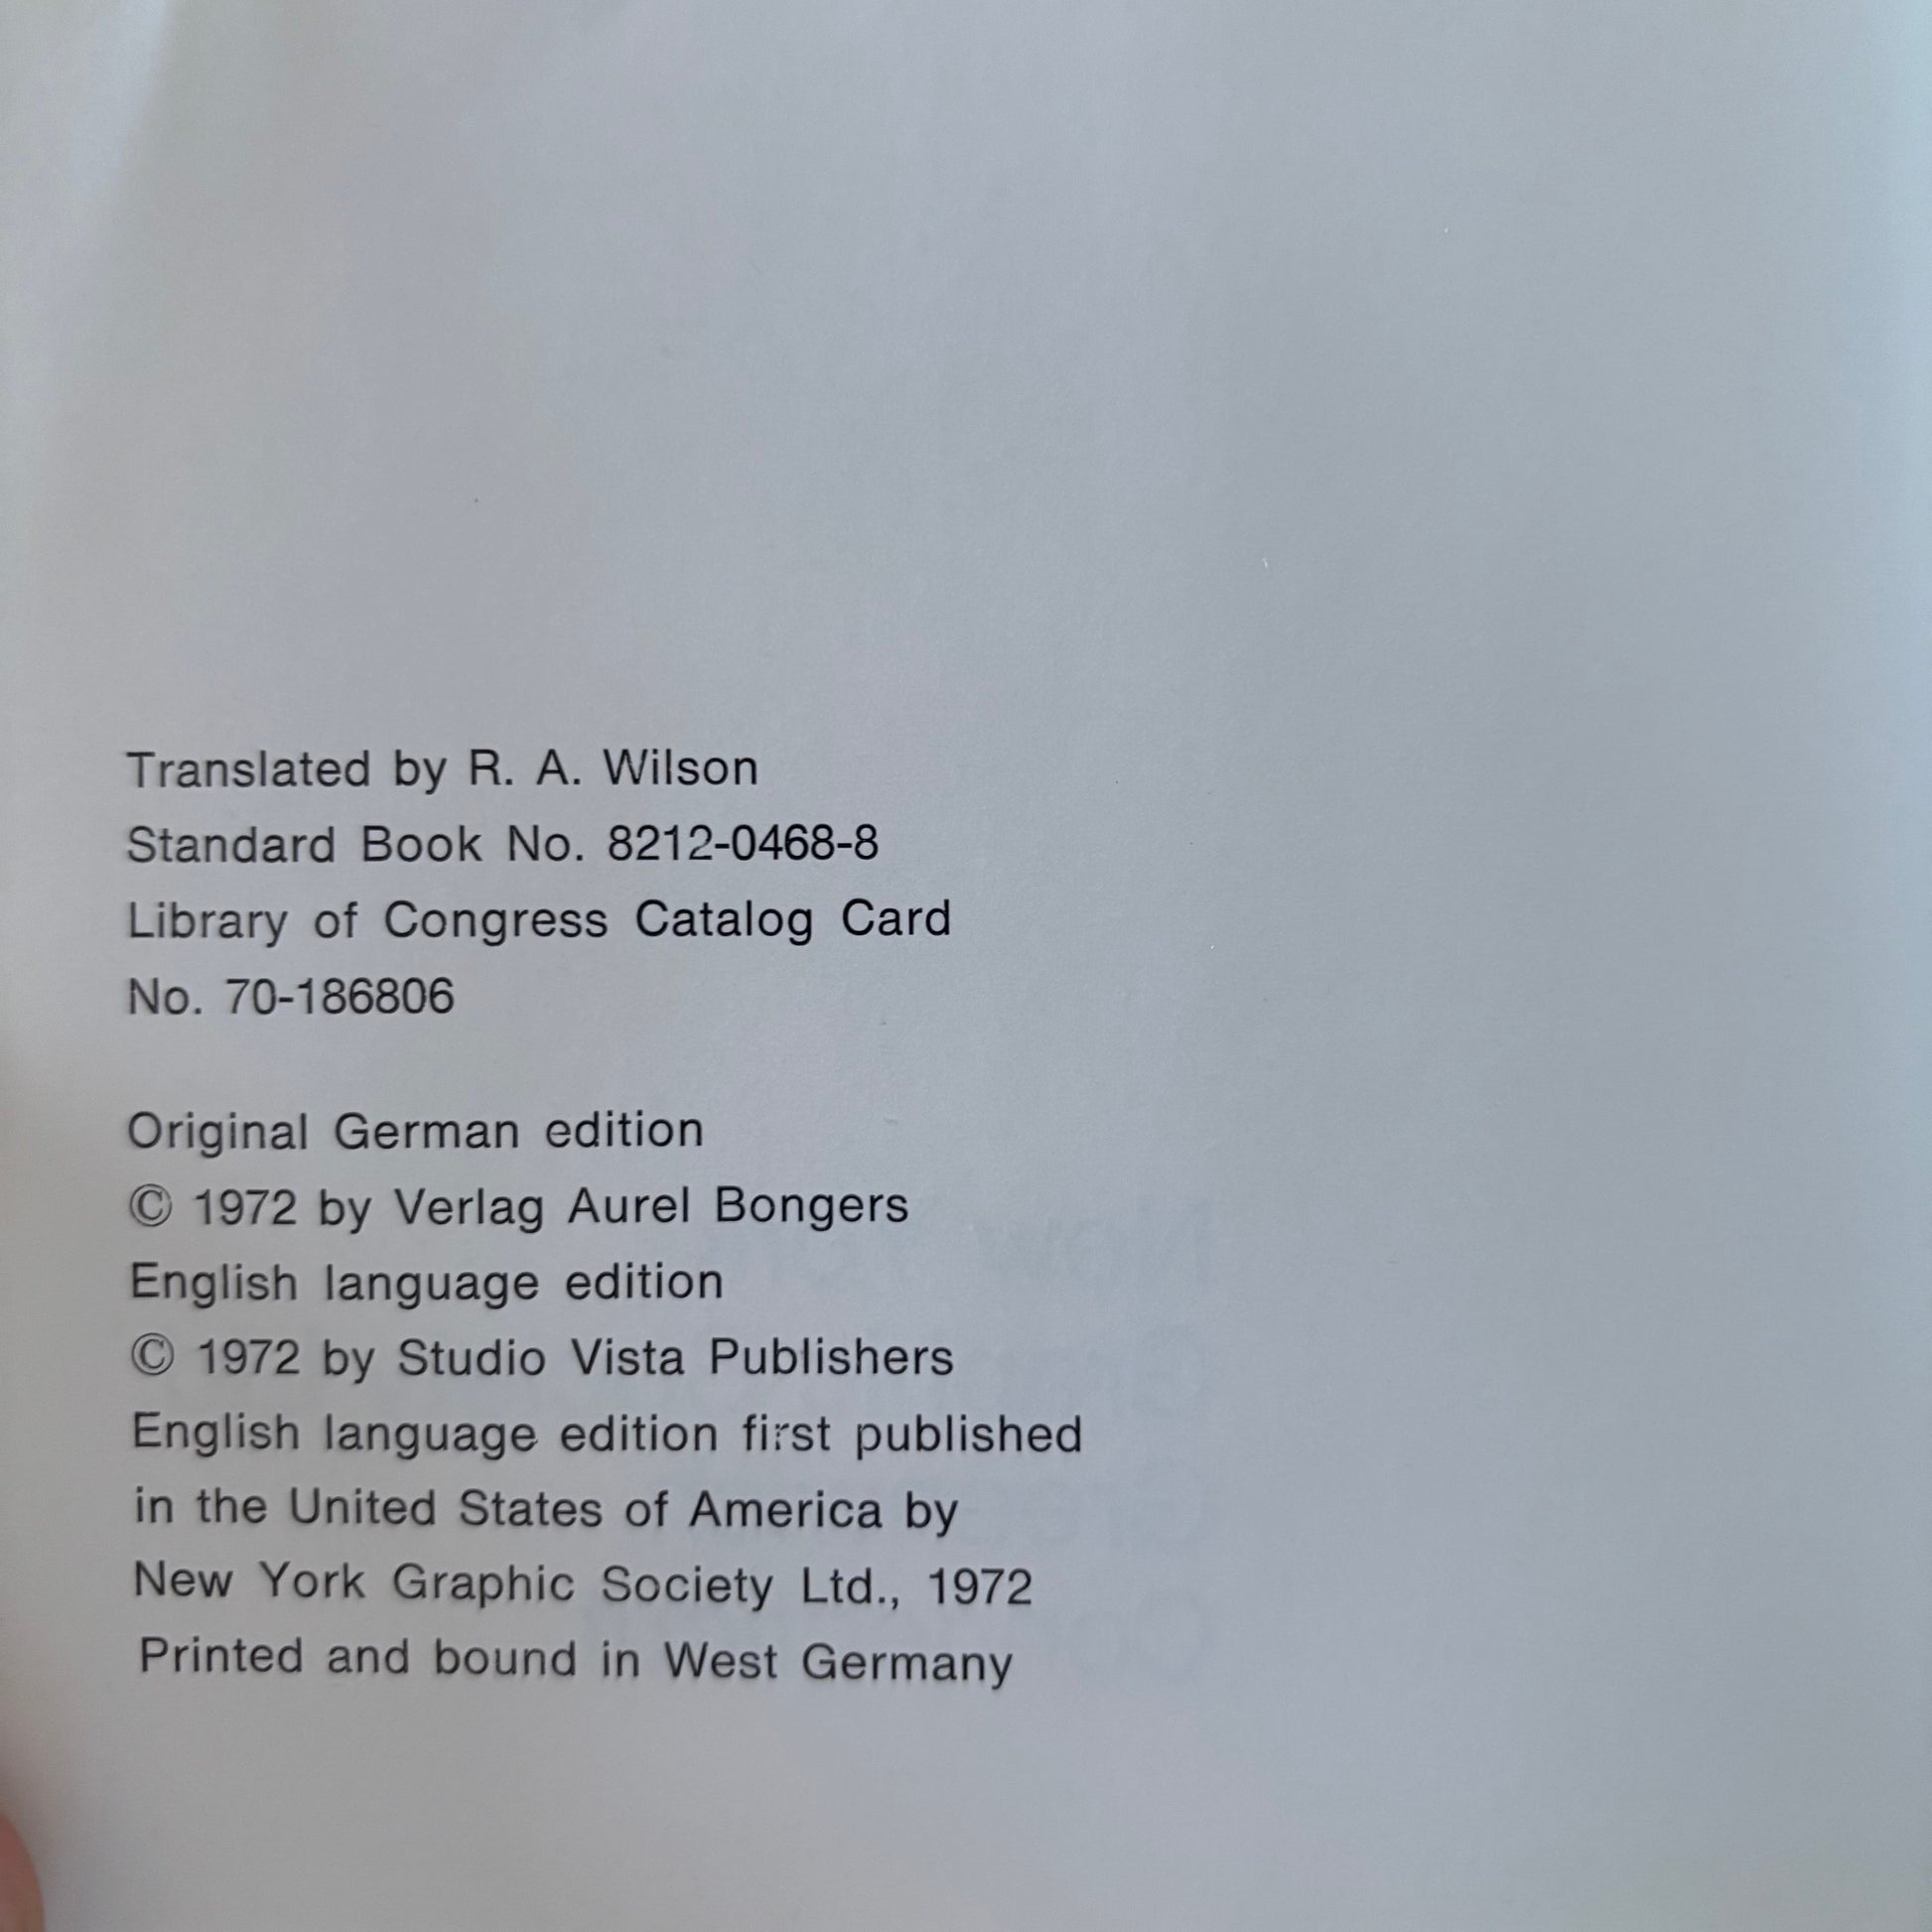 Translated by R. A. Wilson
Standard Book No. 8212-0468-8
Library of Congress Catalog Card
No. 70-186806
Original German edition
© 1972 by Verlag Aurel Bongers
English language edition
© 1972 by Studio Vista Publishers
English language edition first published
in the United States of America by
New York Graphic Society Ltd., 1972
Printed and bound in West Germany